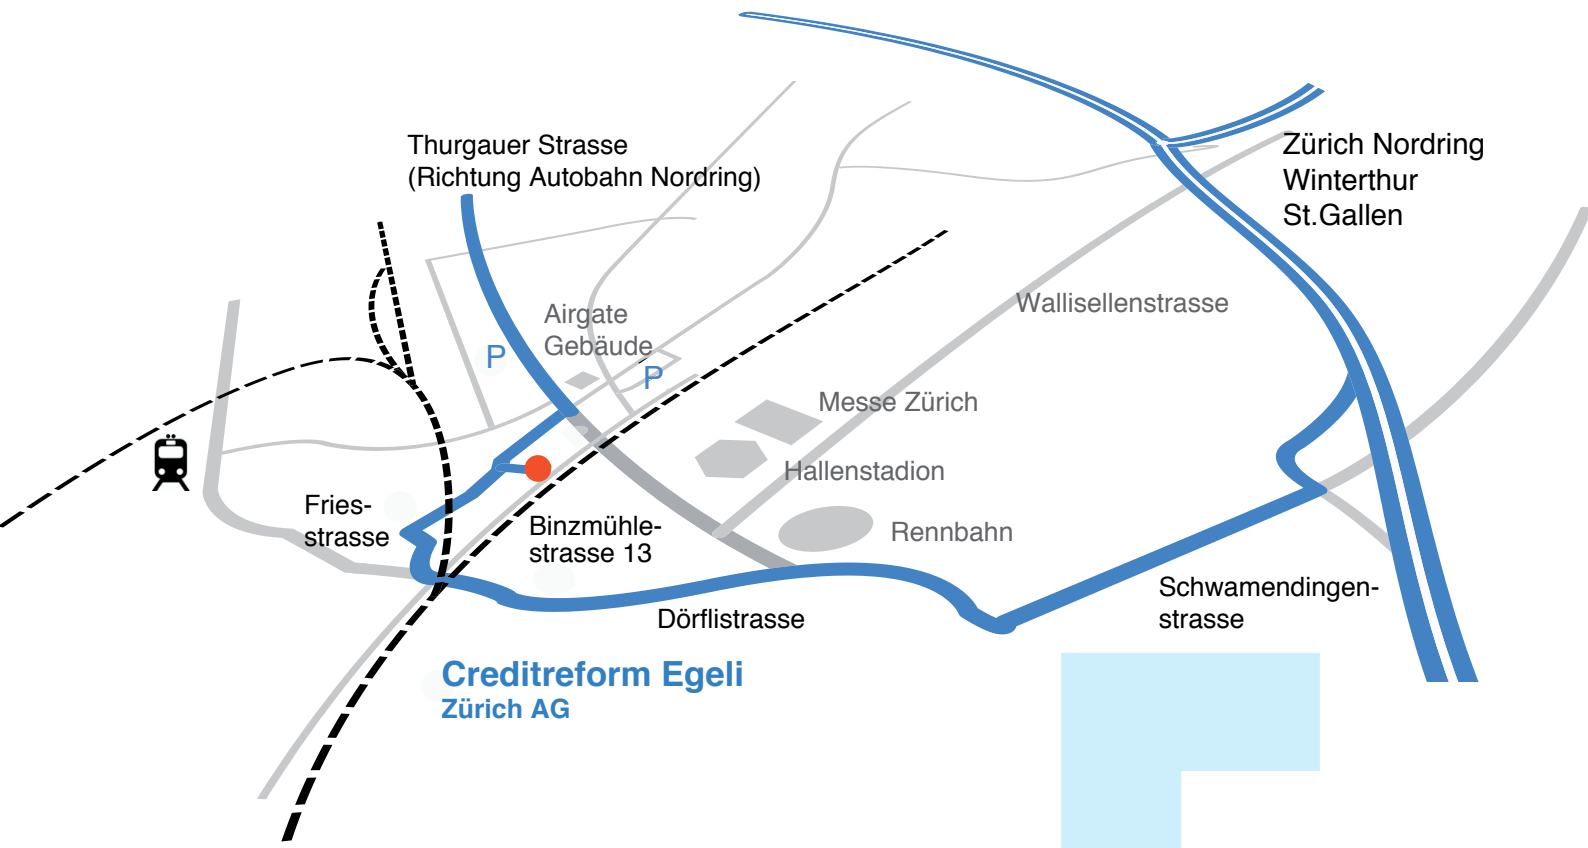 Thurgauer Strasse
(Richtung Autobahn Nordring)
Zürich Nordring
Winterthur
St.Gallen
Wallisellenstrasse
Airgate
Gebäude
P
P
Messe Zürich
Hallenstadion
Rennbahn
Fries-
strasse
Binzmühle-
strasse 13
Dörflistrasse
Schwamendingen-
strasse
Creditreform Egeli
Zürich AG